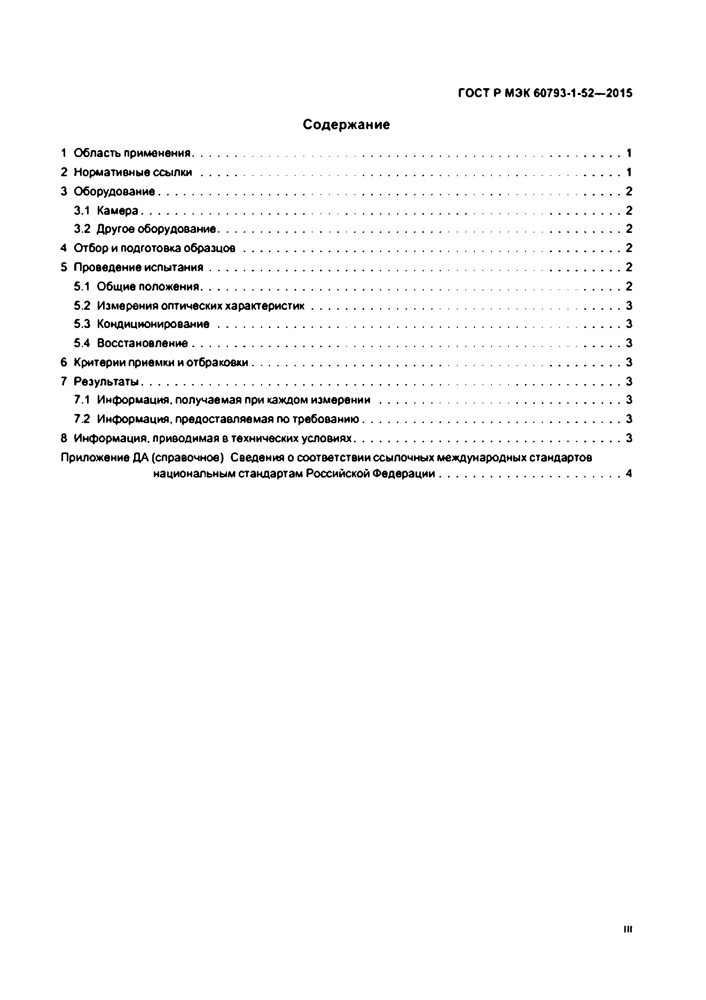 ГОСТ Р МЭК 60793-1-52—2015
Содержание
1 Область применения. . . . . . . . . . . . . . . . . . . . . . . . . . . . . . 1
2 Нормативные ссылки . . . . . . . . . . . . . . . . . . . . . . . . . . . . . . 1
3 Оборудование . . . . . . . . . . . . . . . . . . . . . . . . . . . . . . 2
3.1 Камера . . . . . . . . . . . . . . . . . . . . . . . . . . . . . . 2
3.2 Другое оборудование. . . . . . . . . . . . . . . . . . . . . . . . . . . . . . 2
4 Отбор и подготовка образцов . . . . . . . . . . . . . . . . . . . . . . . . . . . . . . 2
5 Проведение испытания . . . . . . . . . . . . . . . . . . . . . . . . . . . . . . 2
5.1 Общие положения. . . . . . . . . . . . . . . . . . . . . . . . . . . . . . 2
5.2 Измерения оптических характеристик . . . . . . . . . . . . . . . . . . . . . . . . . . . . . . 3
5.3 Кондиционирование . . . . . . . . . . . . . . . . . . . . . . . . . . . . . . 3
5.4 Восстановление . . . . . . . . . . . . . . . . . . . . . . . . . . . . . . 3
6 Критерии приемки и отбраковки . . . . . . . . . . . . . . . . . . . . . . . . . . . . . . 3
7 Результаты . . . . . . . . . . . . . . . . . . . . . . . . . . . . . . 3
7.1 Информация, получаемая при каждом измерении . . . . . . . . . . . . . . . . . . . . . . . . . . . . . . 3
7.2 Информация, предоставляемая по требованию . . . . . . . . . . . . . . . . . . . . . . . . . . . . . . 3
8 Информация, приводимая в технических условиях . . . . . . . . . . . . . . . . . . . . . . . . . . . . . . 3
Приложение ДА (справочное) Сведения о соответствии ссылочных международных стандартов
национальным стандартам Российской Федерации . . . . . . . . . . . . . . . . . . . . . . 4
III